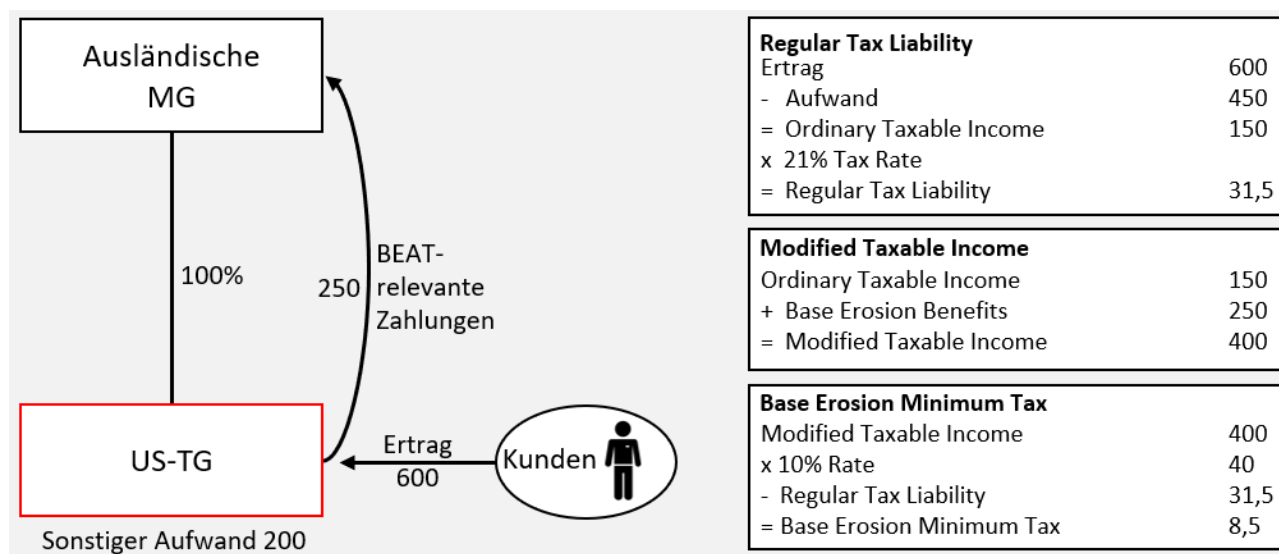 Ausländische
MG
100%
250
BEAT-
relevante
Zahlungen
US-TG
Ertrag
600
Kunden
Sonstiger Aufwand 200
Regular Tax Liability
Ertrag 600
- Aufwand 450
= Ordinary Taxable Income 150
x 21% Tax Rate
= Regular Tax Liability 31,5
Modified Taxable Income
Ordinary Taxable Income 150
+ Base Erosion Benefits 250
= Modified Taxable Income 400
Base Erosion Minimum Tax
Modified Taxable Income 400
x 10% Rate 40
- Regular Tax Liability 31,5
= Base Erosion Minimum Tax 8,5